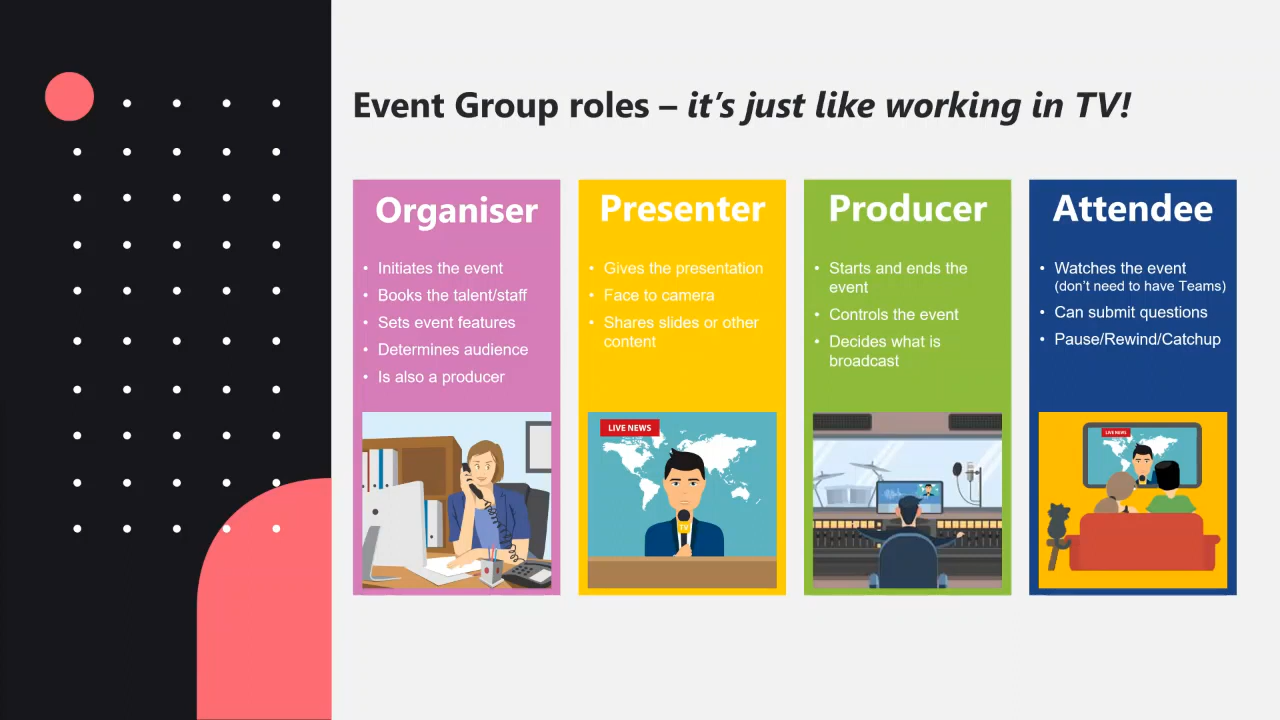 Event Group roles – it's just like working in TV!
Organiser
• Initiates the event
• Books the talent/staff
• Sets event features
• Determines audience
• Is also a producer
Presenter
• Gives the presentation
• Face to camera
• Shares slides or other
content
LIVE NEWS
TV
Producer
• Starts and ends the
event
• Controls the event
• Decides what is
broadcast
Attendee
• Watches the event
(don't need to have Teams)
• Can submit questions
• Pause/Rewind/Catchup
LIVE NEWS